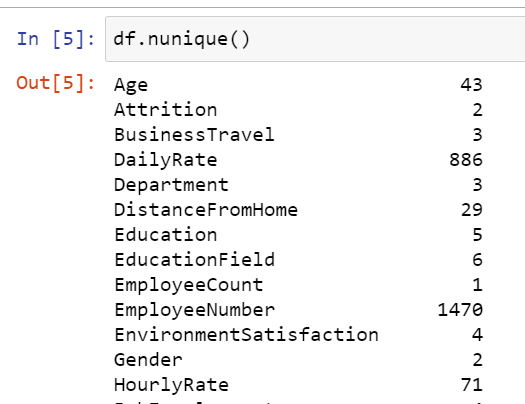 In [5]: df.nunique()
Out[5]: Age 43
Attrition 2
BusinessTravel 3
DailyRate 886
Department 3
DistanceFromHome 29
Education 5
EducationField 6
EmployeeCount 1
EmployeeNumber 1470
EnvironmentSatisfaction 4
Gender 2
HourlyRate 71